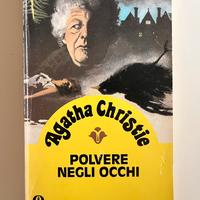 Agatha Christie
POLVERE
NEGLI OCCHI